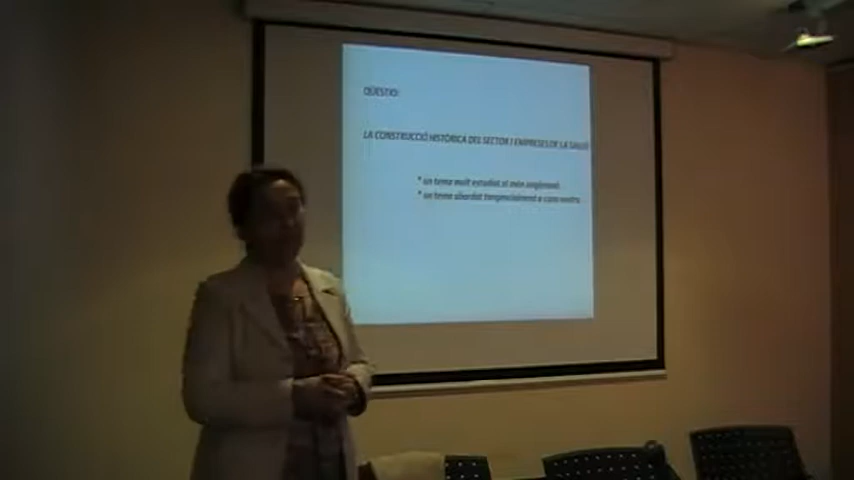 QÜESTIÓ:
LA CONSTRUCCIÓ HISTÒRICA DEL SECTOR I EMPRESES DE LA SALUT
* un tema molt estudiat al món anglòmesi
* un tema abordat tangencialment a casa nostra